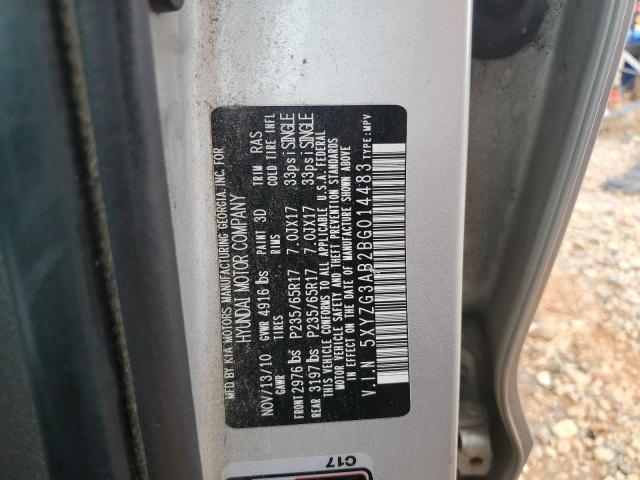 MFD BY KIA MOTORS MANUFACTURING GEORGIA, INC. FOR
HYUNDAI MOTOR COMPANY
NOV/13/10 GVWR 4916 lbs PAINT 3D TRIM RAS
GAWR TIRES RIMS COLD TIRE INFL
FRONT 2976 lbs P235/65R17 7.0JX17 33psi SINGLE
REAR 3197 lbs P235/65R17 7.0JX17 33psi SINGLE
THIS VEHICLE CONFORMS TO ALL APPLICABLE U.S.A. FEDERAL
MOTOR VEHICLE SAFETY AND THEFT PREVENTION STANDARDS
IN EFFECT ON THE DATE OF MANUFACTURE SHOWN ABOVE.
V.I.N 5XYZG3AB2BG014483 TYPE:MPV
C17